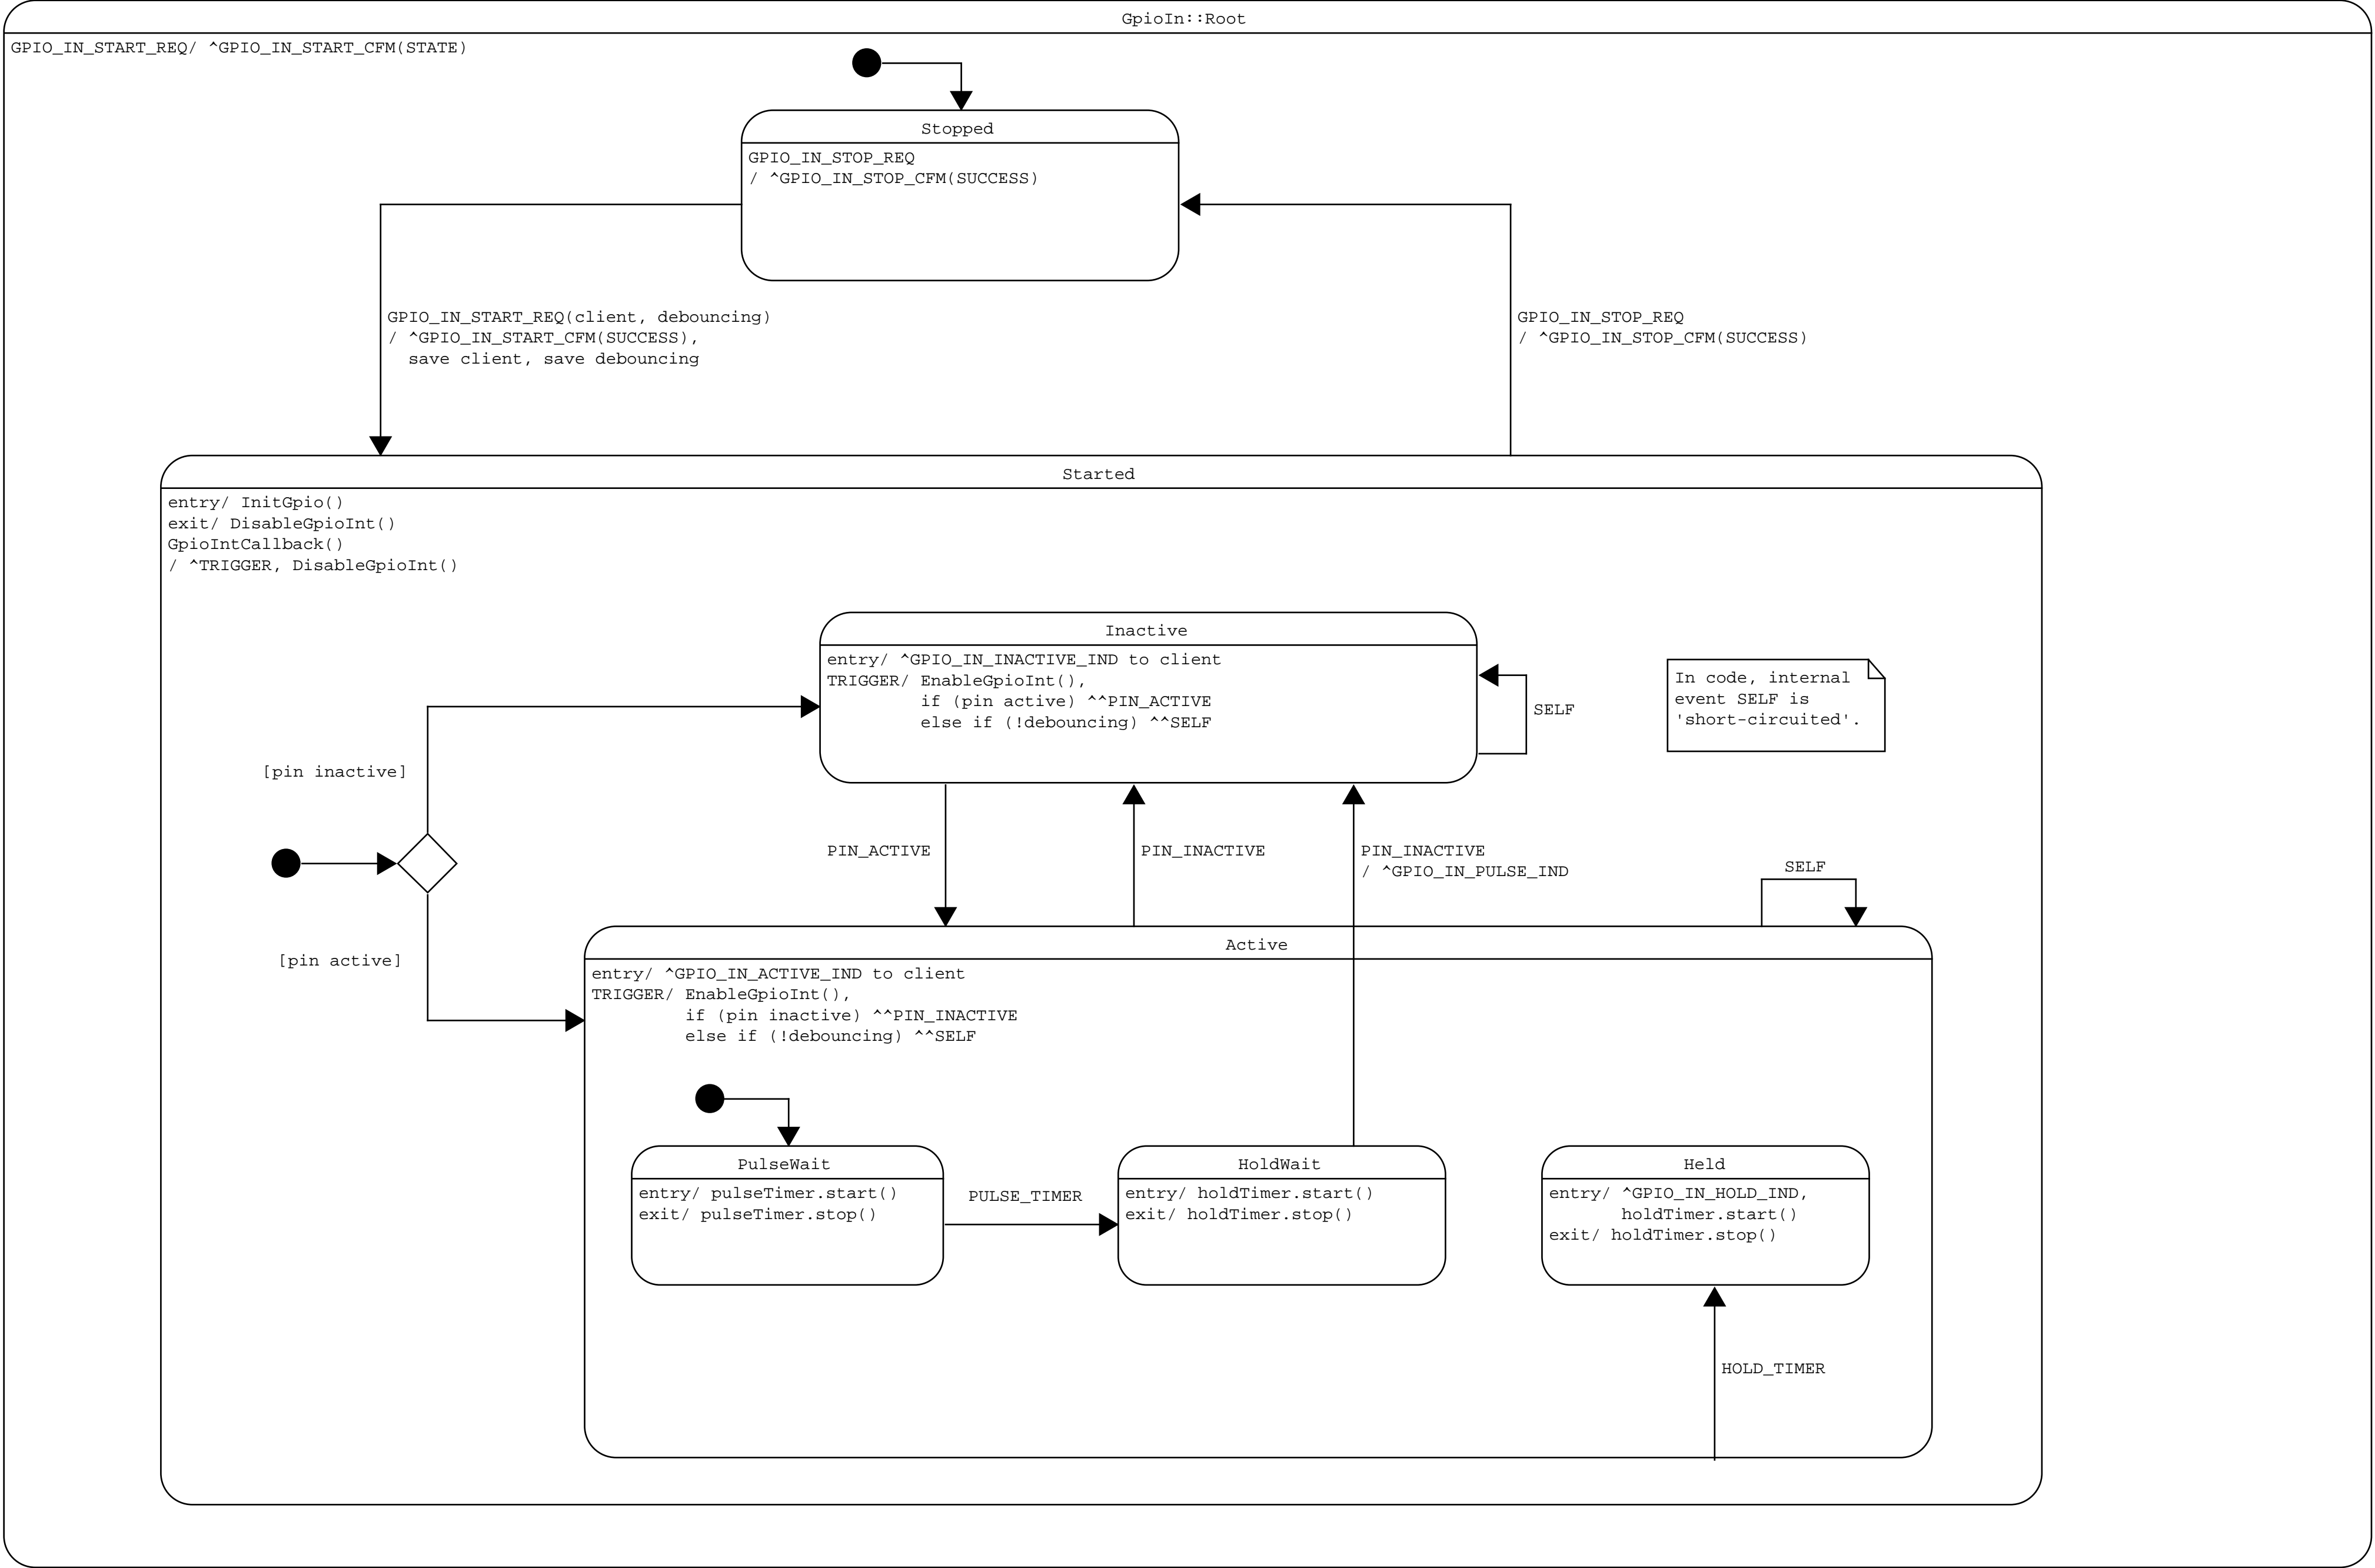 GpioIn::Root
GPIO_IN_START_REQ/ ^GPIO_IN_START_CFM(STATE)
Stopped
GPIO_IN_STOP_REQ
/ ^GPIO_IN_STOP_CFM(SUCCESS)
GPIO_IN_START_REQ(client, debouncing)
/ ^GPIO_IN_START_CFM(SUCCESS),
save client, save debouncing
GPIO_IN_STOP_REQ
/ ^GPIO_IN_STOP_CFM(SUCCESS)
Started
entry/ InitGpio()
exit/ DisableGpioInt()
GpioIntCallback()
/ ^TRIGGER, DisableGpioInt()
Inactive
entry/ ^GPIO_IN_INACTIVE_IND to client
TRIGGER/ EnableGpioInt(),
if (pin active) ^^PIN_ACTIVE
else if (!debouncing) ^^SELF
SELF
In code, internal
event SELF is
'short-circuited'.
[pin inactive]
PIN_ACTIVE
PIN_INACTIVE
PIN_INACTIVE
/ ^GPIO_IN_PULSE_IND
SELF
[pin active]
Active
entry/ ^GPIO_IN_ACTIVE_IND to client
TRIGGER/ EnableGpioInt(),
if (pin inactive) ^^PIN_INACTIVE
else if (!debouncing) ^^SELF
PulseWait
entry/ pulseTimer.start()
exit/ pulseTimer.stop()
PULSE_TIMER
HoldWait
entry/ holdTimer.start()
exit/ holdTimer.stop()
Held
entry/ ^GPIO_IN_HOLD_IND,
holdTimer.start()
exit/ holdTimer.stop()
HOLD_TIMER